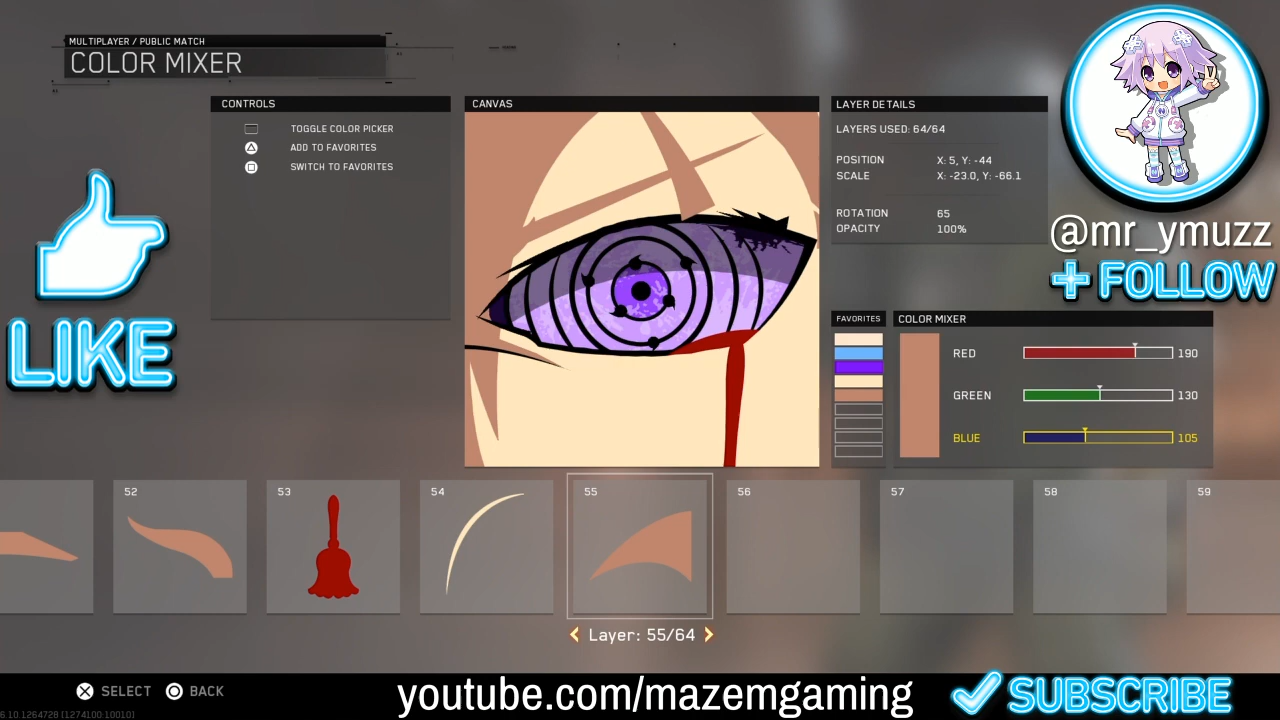 MULTIPLAYER / PUBLIC MATCH
COLOR MIXER
CONTROLS
TOGGLE COLOR PICKER
ADD TO FAVORITES
SWITCH TO FAVORITES
CANVAS
LAYER DETAILS
LAYERS USED: 64/64
POSITION X: 5, Y: -44
SCALE X: -23.0, Y: -66.1
ROTATION 65
OPACITY 100%
@mr_ymuzz
+ FOLLOW
LIKE
FAVORITES
COLOR MIXER
RED 190
GREEN 130
BLUE 105
52 53 54 55 56 57 58 59
Layer: 55/64
SELECT BACK
youtube.com/mazemgaming
SUBSCRIBE